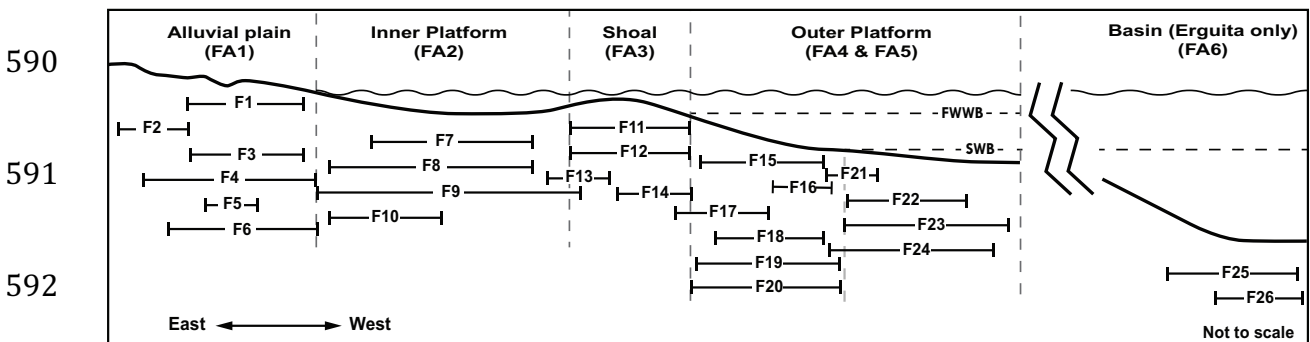 590
591
592
Alluvial plain
(FA1)
Inner Platform
(FA2)
Shoal
(FA3)
Outer Platform
(FA4 & FA5)
Basin (Erguita only)
(FA6)
FWWB
SWB
F1
F2
F3
F4
F5
F6
F7
F8
F9
F10
F11
F12
F13
F14
F15
F16
F17
F18
F19
F20
F21
F22
F23
F24
F25
F26
East West
Not to scale